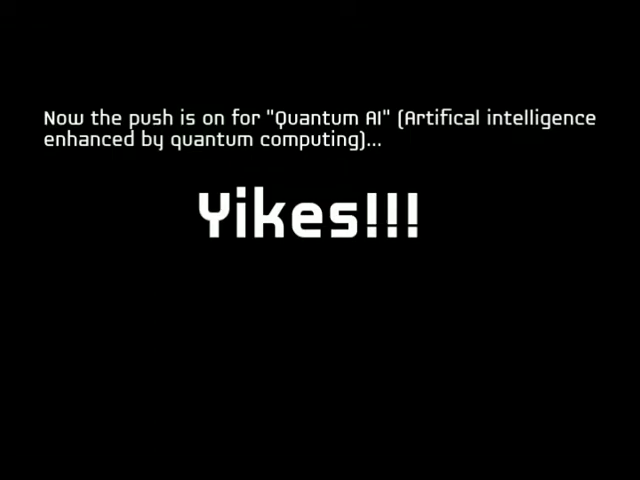 Now the push is on for "Quantum AI" (Artifical intelligence
enhanced by quantum computing)...
Yikes!!!